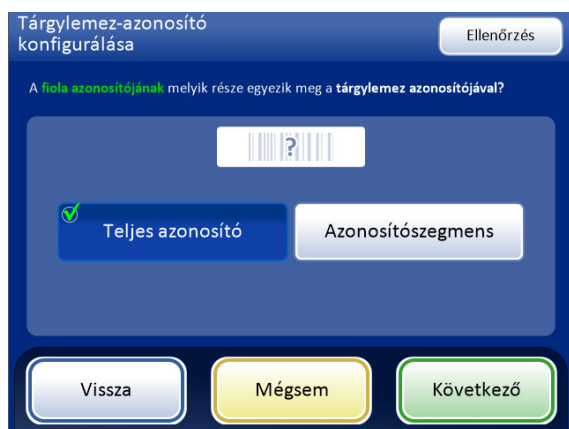 Tárgylemez-azonosító
konfigurálása
Ellenőrzés
A fiola azonosítójának melyik része egyezik meg a tárgylemez azonosítójával?
?
Teljes azonosító
Azonosítószegmens
Vissza
Mégsem
Következő